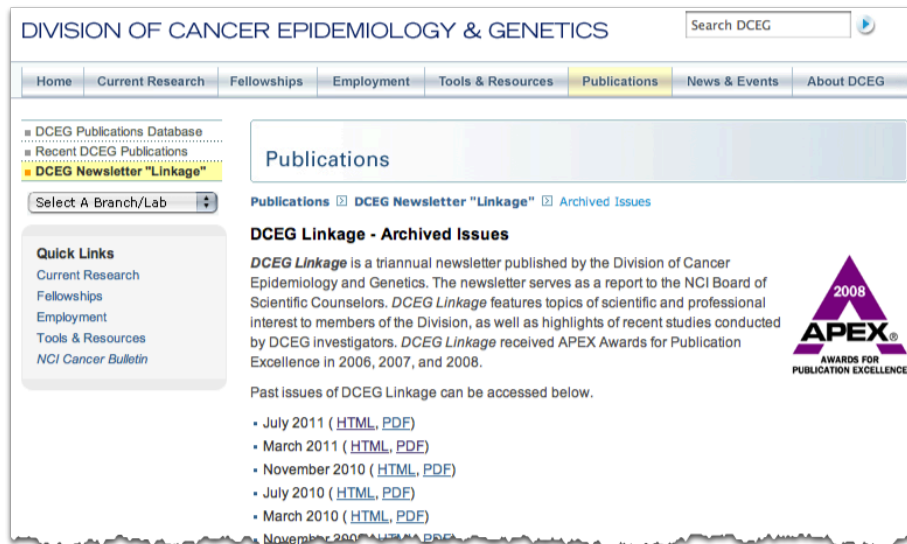 DIVISION OF CANCER EPIDEMIOLOGY & GENETICS
Search DCEG
Home Current Research Fellowships Employment Tools & Resources Publications News & Events About DCEG
DCEG Publications Database
Recent DCEG Publications
DCEG Newsletter "Linkage"
Select A Branch/Lab
Quick Links
Current Research
Fellowships
Employment
Tools & Resources
NCI Cancer Bulletin
Publications
Publications DCEG Newsletter "Linkage" Archived Issues
DCEG Linkage - Archived Issues
DCEG Linkage is a triannual newsletter published by the Division of Cancer
Epidemiology and Genetics. The newsletter serves as a report to the NCI Board of
Scientific Counselors. DCEG Linkage features topics of scientific and professional
interest to members of the Division, as well as highlights of recent studies conducted
by DCEG investigators. DCEG Linkage received APEX Awards for Publication
Excellence in 2006, 2007, and 2008.
2008
APEX®
AWARDS FOR
PUBLICATION EXCELLENCE
Past issues of DCEG Linkage can be accessed below.
July 2011 ( HTML, PDF)
March 2011 ( HTML, PDF)
November 2010 ( HTML, PDF)
July 2010 ( HTML, PDF)
March 2010 ( HTML, PDF)
November